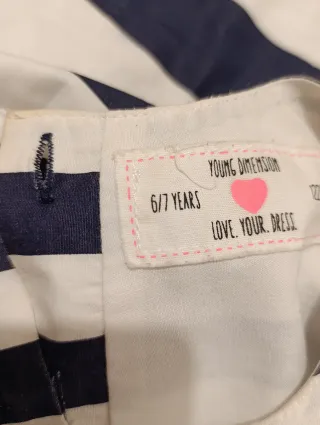 YOUNG DIMENSION
6/7 YEARS
LOVE. YOUR. DRESS.